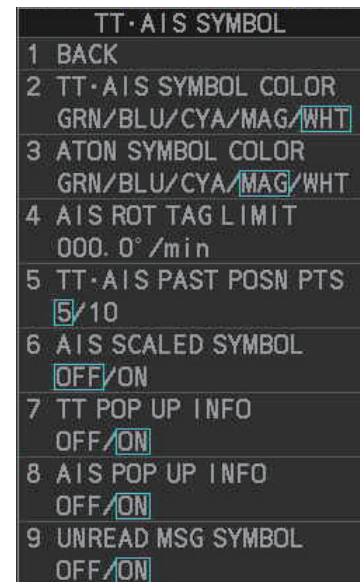 TT·AIS SYMBOL
1 BACK
2 TT·AIS SYMBOL COLOR
GRN/BLU/CYA/MAG/WHT
3 ATON SYMBOL COLOR
GRN/BLU/CYA/MAG/WHT
4 AIS ROT TAG LIMIT
000.0°/min
5 TT·AIS PAST POSN PTS
5/10
6 AIS SCALED SYMBOL
OFF/ON
7 TT POP UP INFO
OFF/ON
8 AIS POP UP INFO
OFF/ON
9 UNREAD MSG SYMBOL
OFF/ON